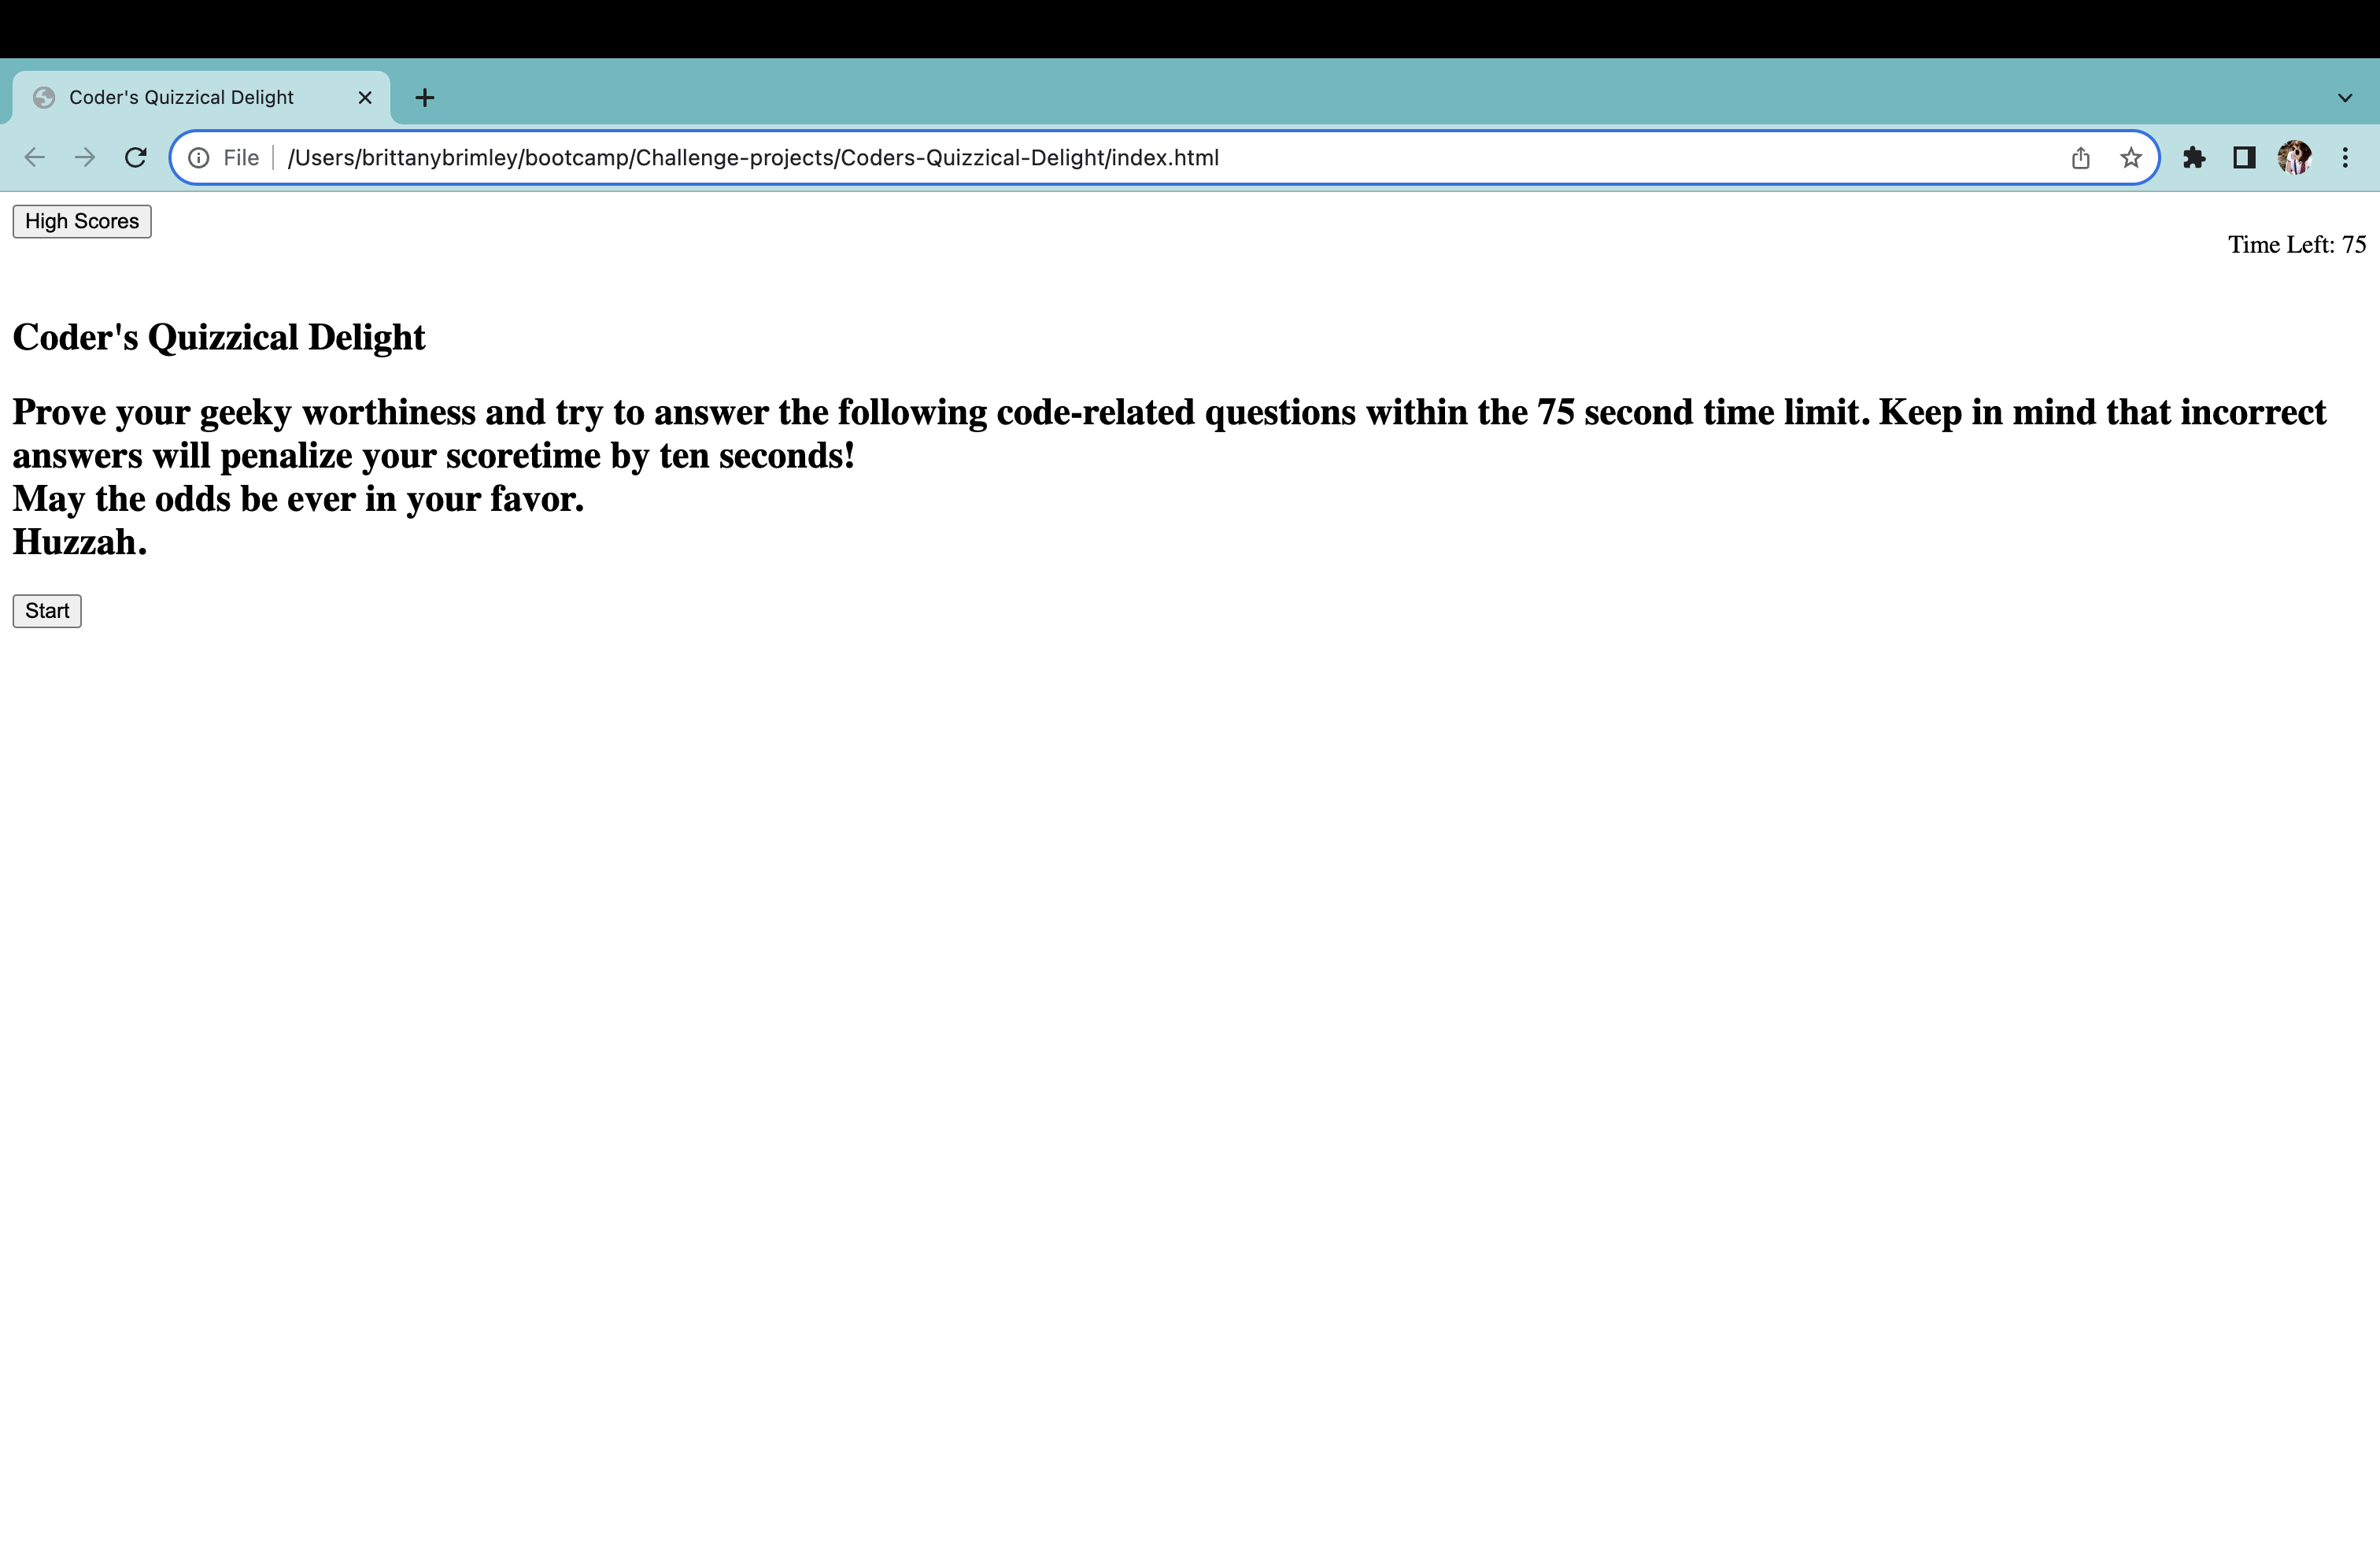 Coder's Quizzical Delight
File /Users/brittanybrimley/bootcamp/Challenge-projects/Coders-Quizzical-Delight/index.html
High Scores
Time Left: 75
Coder's Quizzical Delight
Prove your geeky worthiness and try to answer the following code-related questions within the 75 second time limit. Keep in mind that incorrect
answers will penalize your scoretime by ten seconds!
May the odds be ever in your favor.
Huzzah.
Start